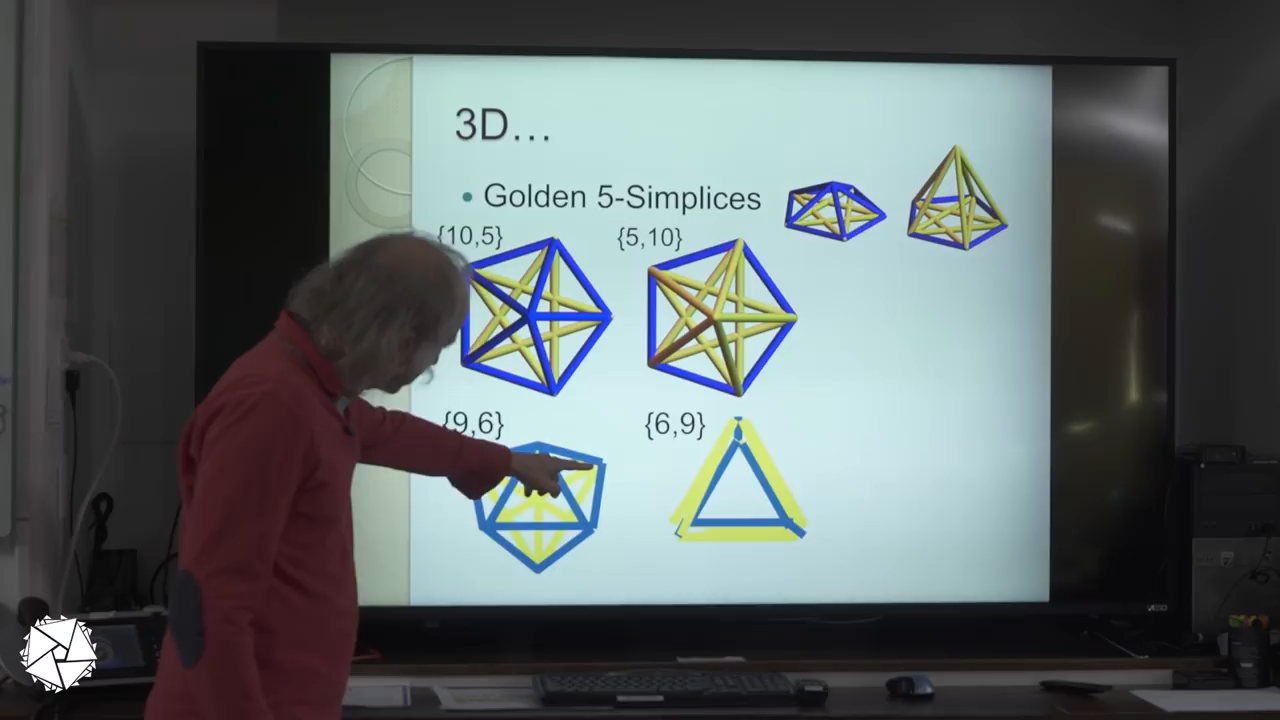 3D…
• Golden 5-Simplices
{10,5} {5,10}
{9,6} {6,9}